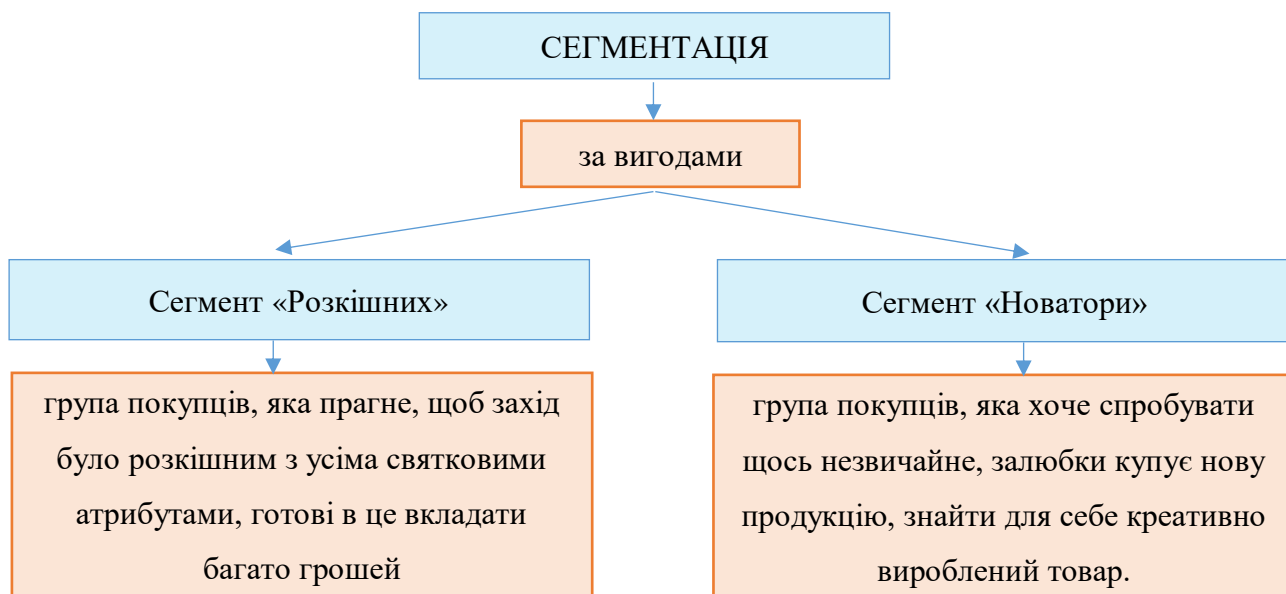 СЕГМЕНТАЦІЯ
за вигодами
Сегмент «Розкішних»
група покупців, яка прагне, щоб захід
було розкішним з усіма святковими
атрибутами, готові в це вкладати
багато грошей
Сегмент «Новатори»
група покупців, яка хоче спробувати
щось незвичайне, залюбки купує нову
продукцію, знайти для себе креативно
вироблений товар.